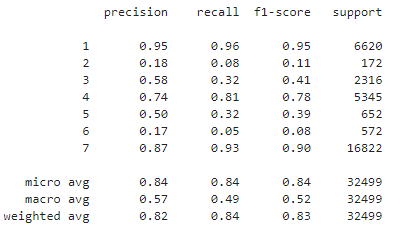 precision recall f1-score support
1 0.95 0.96 0.95 6620
2 0.18 0.08 0.11 172
3 0.58 0.32 0.41 2316
4 0.74 0.81 0.78 5345
5 0.50 0.32 0.39 652
6 0.17 0.05 0.08 572
7 0.87 0.93 0.90 16822
micro avg 0.84 0.84 0.84 32499
macro avg 0.57 0.49 0.52 32499
weighted avg 0.82 0.84 0.83 32499